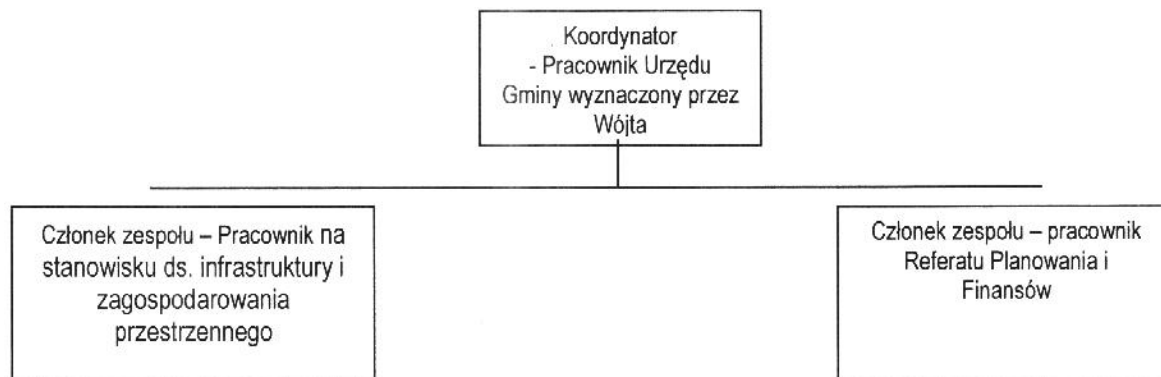 Koordynator
- Pracownik Urzędu
Gminy wyznaczony przez
Wójta
Członek zespołu – Pracownik na
stanowisku ds. infrastruktury i
zagospodarowania
przestrzennego
Członek zespołu – pracownik
Referatu Planowania i
Finansów